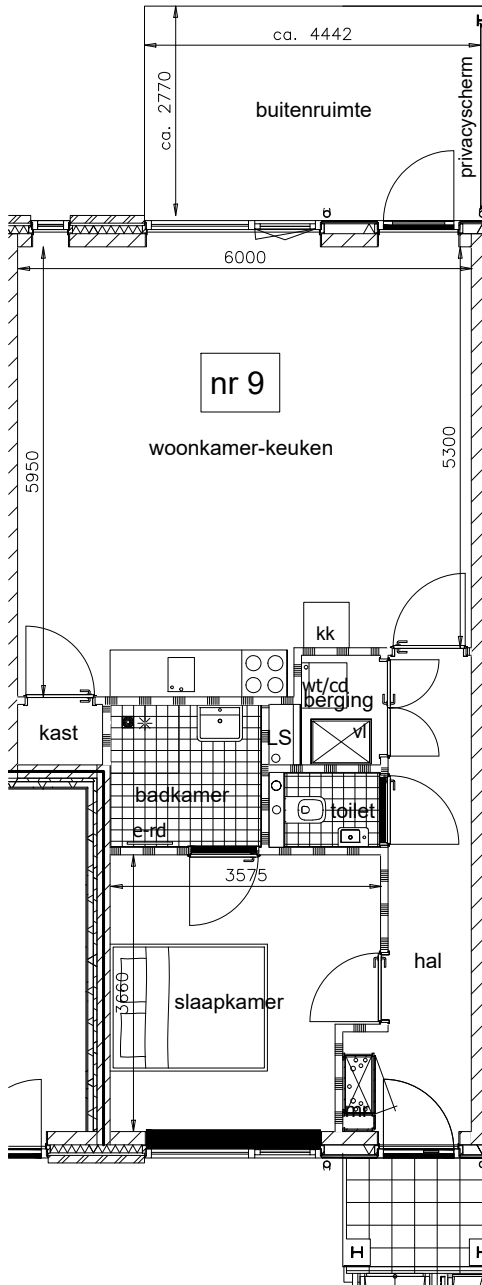 ca. 4442
ca. 2770
buitenruimte
privacyscherm
6000
nr 9
woonkamer-keuken
5950
5300
kk
wt/cd
berging
kast
LS
vl
badkamer
toilet
e-rd
3575
hal
3660
slaapkamer
mk